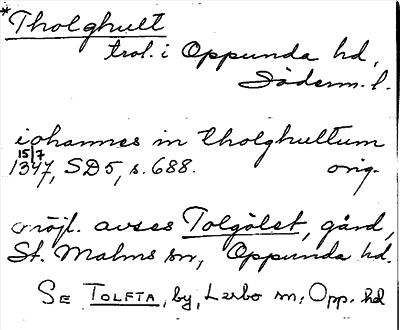 *Tholghult
trol. i Oppunda hd,
Söderm. l.
iohannes in tholghultum
15/7
1347, SD5, s. 688. orig.
möjl. avses Tolgölet, gård,
St. Malms sn, Oppunda hd.
SE TOLFTA, by, Lerbo sn, Opp. hd